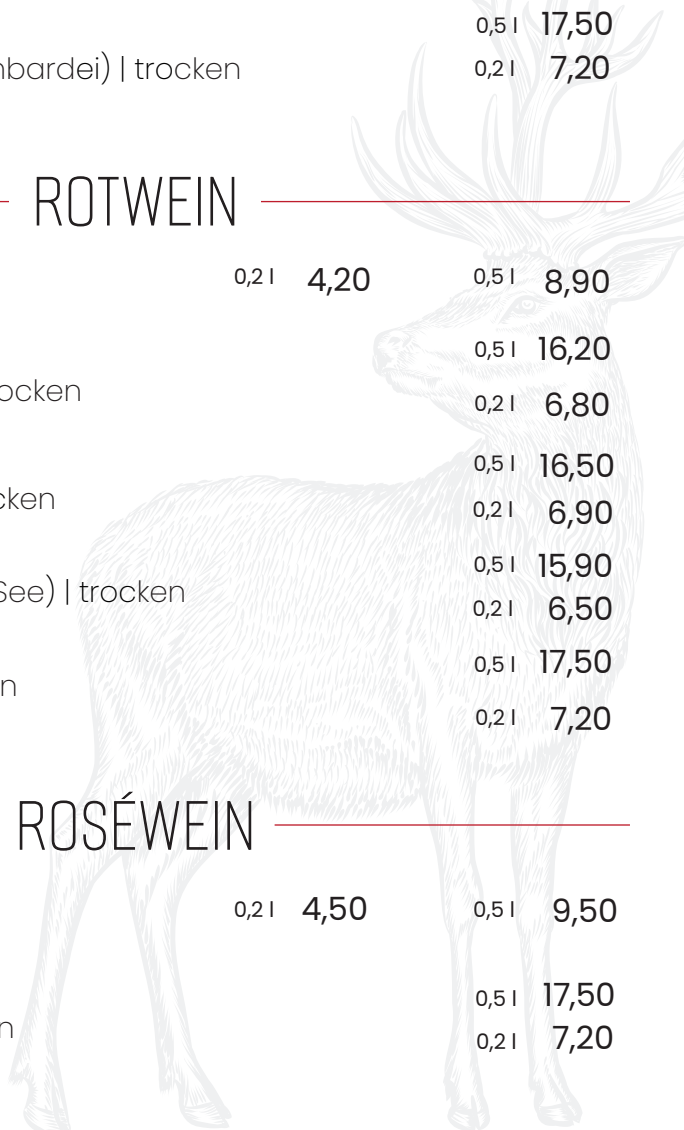 0,5 l 17,50
(Lombardei) | trocken 0,2 l 7,20
ROTWEIN
0,2 l 4,20 0,5 l 8,90
0,5 l 16,20
trocken
0,2 l 6,80
0,5 l 16,50
trocken
0,2 l 6,90
0,5 l 15,90
See) | trocken
0,2 l 6,50
0,5 l 17,50
n
0,2 l 7,20
ROSÉWEIN
0,2 l 4,50 0,5 l 9,50
0,5 l 17,50
n
0,2 l 7,20